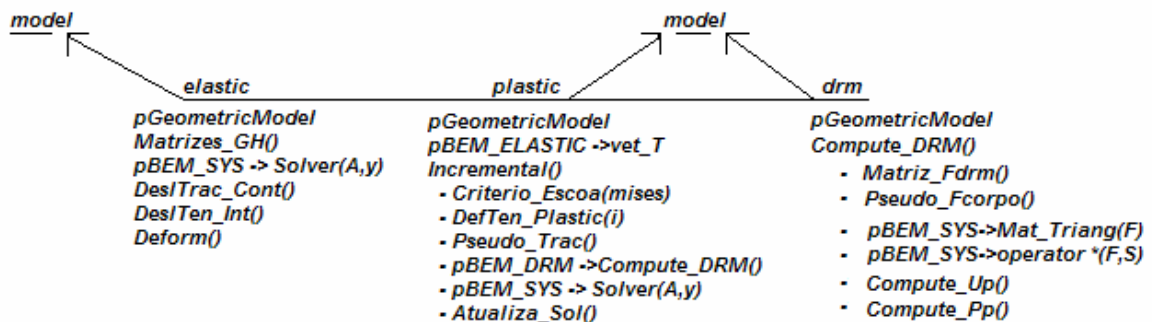 model
model
elastic
plastic
drm
pGeometricModel
Matrizes_GH()
pBEM_SYS -> Solver(A,y)
DeslTrac_Cont()
DeslTen_Int()
Deform()
pGeometricModel
pBEM_ELASTIC ->vet_T
Incremental()
- Criterio_Escoa(mises)
- DefTen_Plastic(i)
- Pseudo_Trac()
- pBEM_DRM ->Compute_DRM()
- pBEM_SYS -> Solver(A,y)
- Atualiza_Sol()
pGeometricModel
Compute_DRM()
- Matriz_Fdrm()
- Pseudo_Fcorpo()
- pBEM_SYS->Mat_Triang(F)
- pBEM_SYS->operator *(F,S)
- Compute_Up()
- Compute_Pp()